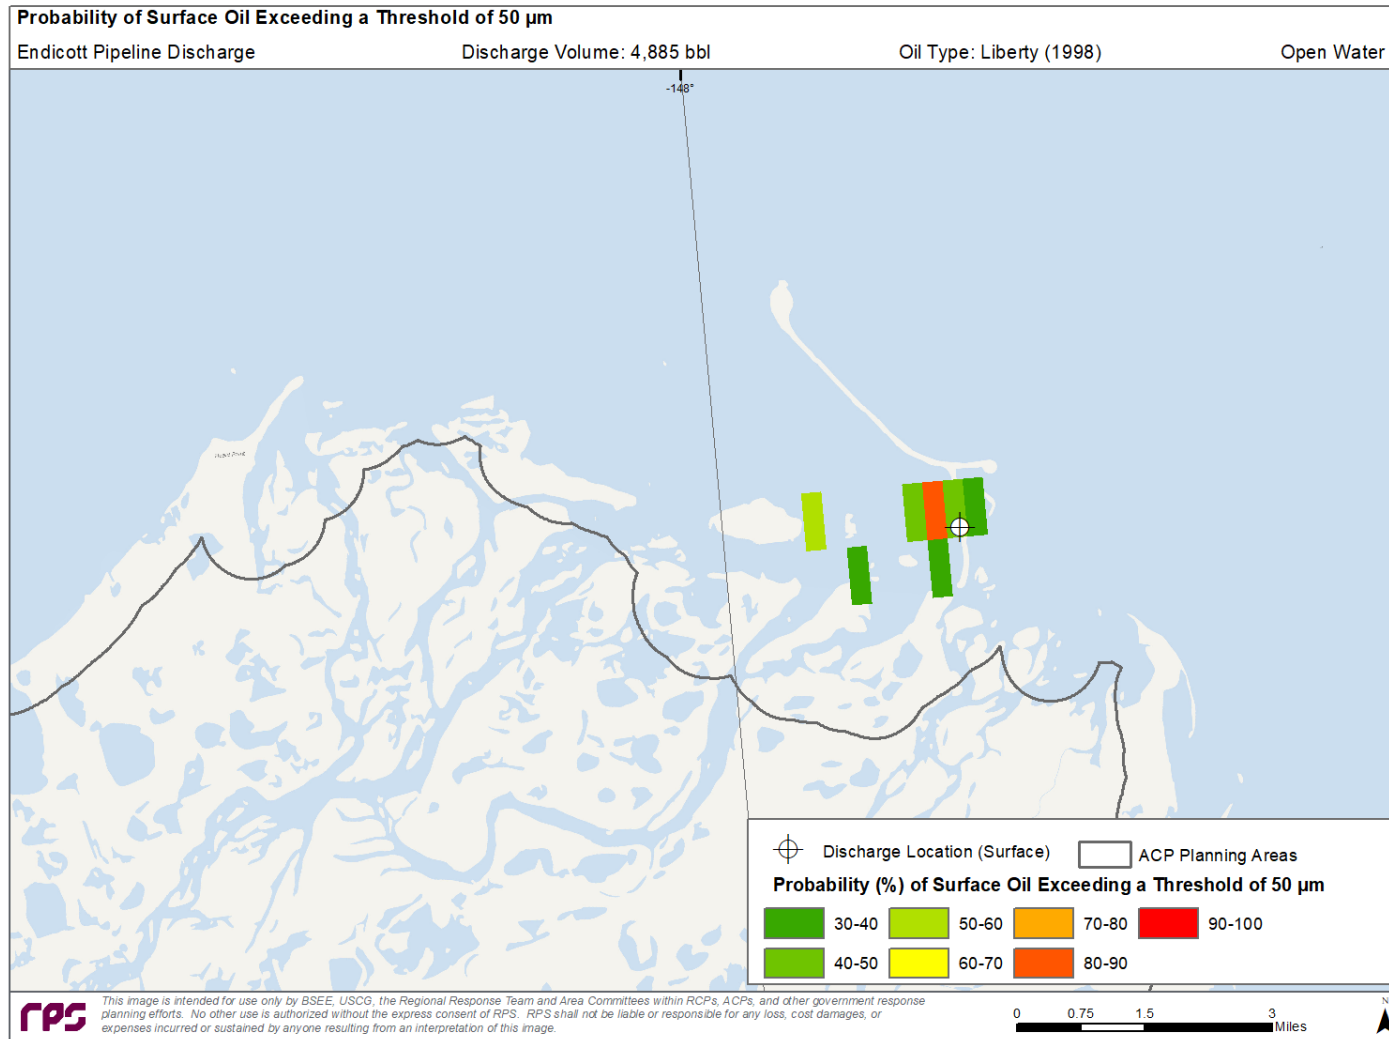 Probability of Surface Oil Exceeding a Threshold of 50 µm
Endicott Pipeline Discharge Discharge Volume: 4,885 bbl Oil Type: Liberty (1998) Open Water
-148°
Discharge Location (Surface) ACP Planning Areas
Probability (%) of Surface Oil Exceeding a Threshold of 50 µm
30-40 50-60 70-80 90-100
40-50 60-70 80-90
rps
This image is intended for use only by BSEE, USCG, the Regional Response Team and Area Committees within RCPs, ACPs, and other government response
planning efforts. No other use is authorized without the express consent of RPS. RPS shall not be liable or responsible for any loss, cost damages, or
expenses incurred or sustained by anyone resulting from an interpretation of this image.
0 0.75 1.5 3
Miles
N